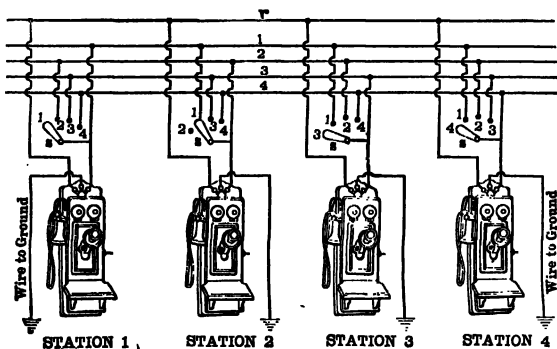 r
1
2
3
4
1 2 3 4 s
1 2 3 4 s
1 2 3 4 s
1 2 3 4 s
Wire to Ground
Wire to Ground
STATION 1 STATION 2 STATION 3 STATION 4